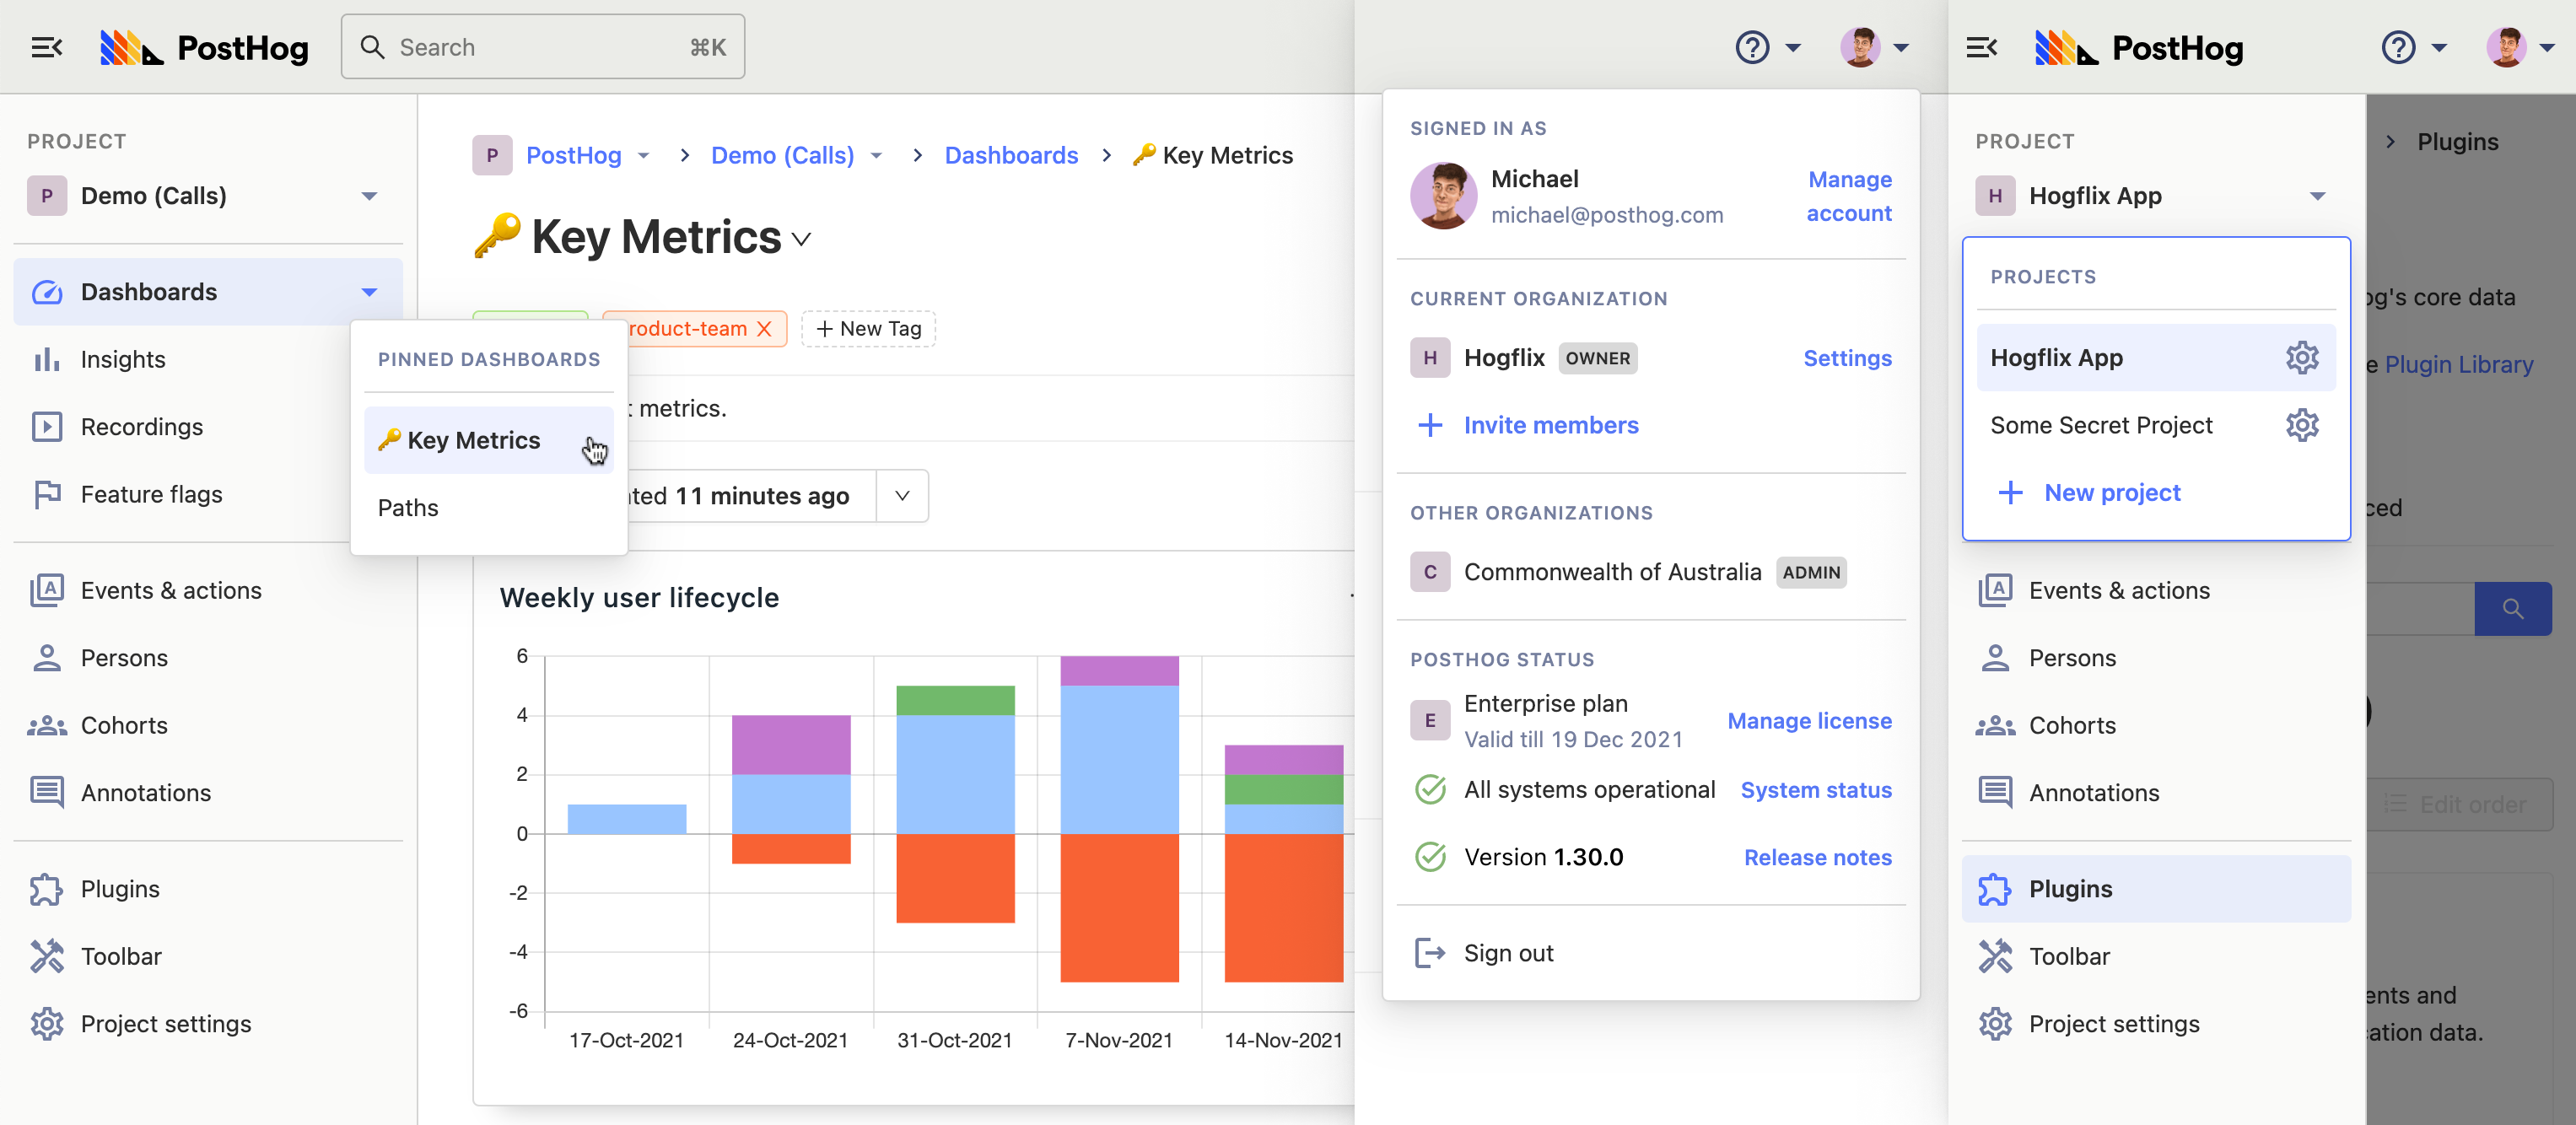 PostHog
Search
⌘K
PROJECT
P
Demo (Calls)
Dashboards
Insights
Recordings
Feature flags
Events & actions
Persons
Cohorts
Annotations
Plugins
Toolbar
Project settings
PINNED DASHBOARDS
🔑 Key Metrics
Paths
P PostHog > Demo (Calls) > Dashboards > 🔑 Key Metrics
🔑 Key Metrics
roduct-team X
+ New Tag
metrics.
11 minutes ago
Weekly user lifecycle
6
4
2
0
-2
-4
-6
17-Oct-2021
24-Oct-2021
31-Oct-2021
7-Nov-2021
14-Nov-2021
SIGNED IN AS
Michael
michael@posthog.com
Manage
account
CURRENT ORGANIZATION
H Hogflix OWNER
Settings
+ Invite members
OTHER ORGANIZATIONS
C Commonwealth of Australia ADMIN
POSTHOG STATUS
E
Enterprise plan
Valid till 19 Dec 2021
Manage license
All systems operational
System status
Version 1.30.0
Release notes
Sign out
PostHog
PROJECT
H
Hogflix App
PROJECTS
Hogflix App
Some Secret Project
+ New project
Events & actions
Persons
Cohorts
Annotations
Plugins
Toolbar
Project settings
> Plugins
og's core data
e Plugin Library
ced
Edit order
ents and
cation data.